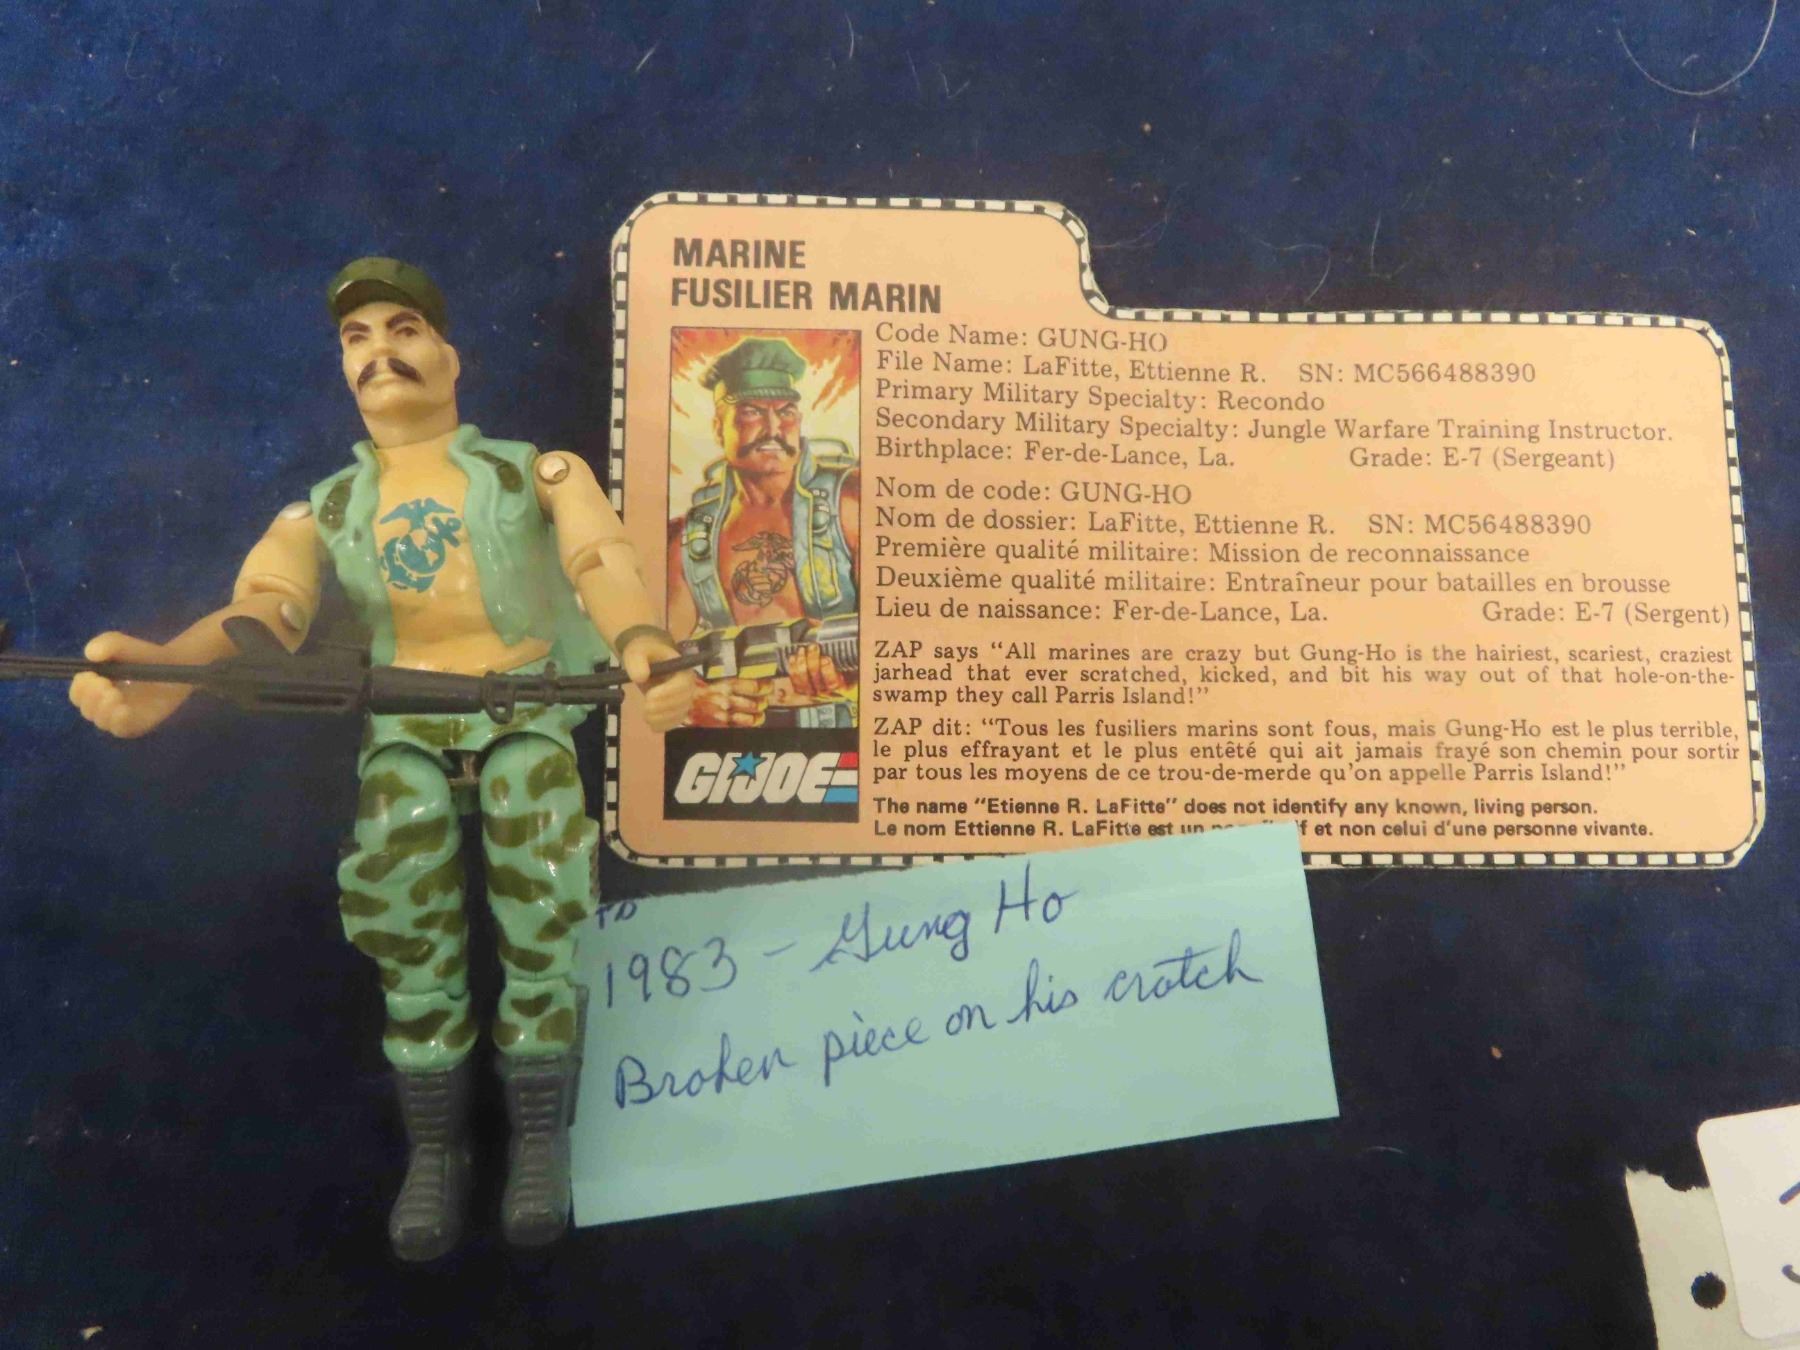 MARINE
FUSILIER MARIN
Code Name: GUNG-HO
File Name: LaFitte, Ettienne R. SN: MC566488390
Primary Military Specialty: Recondo
Secondary Military Specialty: Jungle Warfare Training Instructor.
Birthplace: Fer-de-Lance, La. Grade: E-7 (Sergeant)
Nom de code: GUNG-HO
Nom de dossier: LaFitte, Ettienne R. SN: MC56488390
Première qualité militaire: Mission de reconnaissance
Deuxième qualité militaire: Entraîneur pour batailles en brousse
Lieu de naissance: Fer-de-Lance, La. Grade: E-7 (Sergent)
ZAP says "All marines are crazy but Gung-Ho is the hairiest, scariest, craziest
jarhead that ever scratched, kicked, and bit his way out of that hole-on-the-
swamp they call Parris Island!"
ZAP dit: "Tous les fusiliers marins sont fous, mais Gung-Ho est le plus terrible,
le plus effrayant et le plus entêté qui ait jamais frayé son chemin pour sortir
par tous les moyens de ce trou-de-merde qu'on appelle Parris Island!"
The name "Etienne R. LaFitte" does not identify any known, living person.
Le nom Ettienne R. LaFitte est un et non celui d'une personne vivante.
GI JOE
1983 - Gung Ho
Broken piece on his crotch